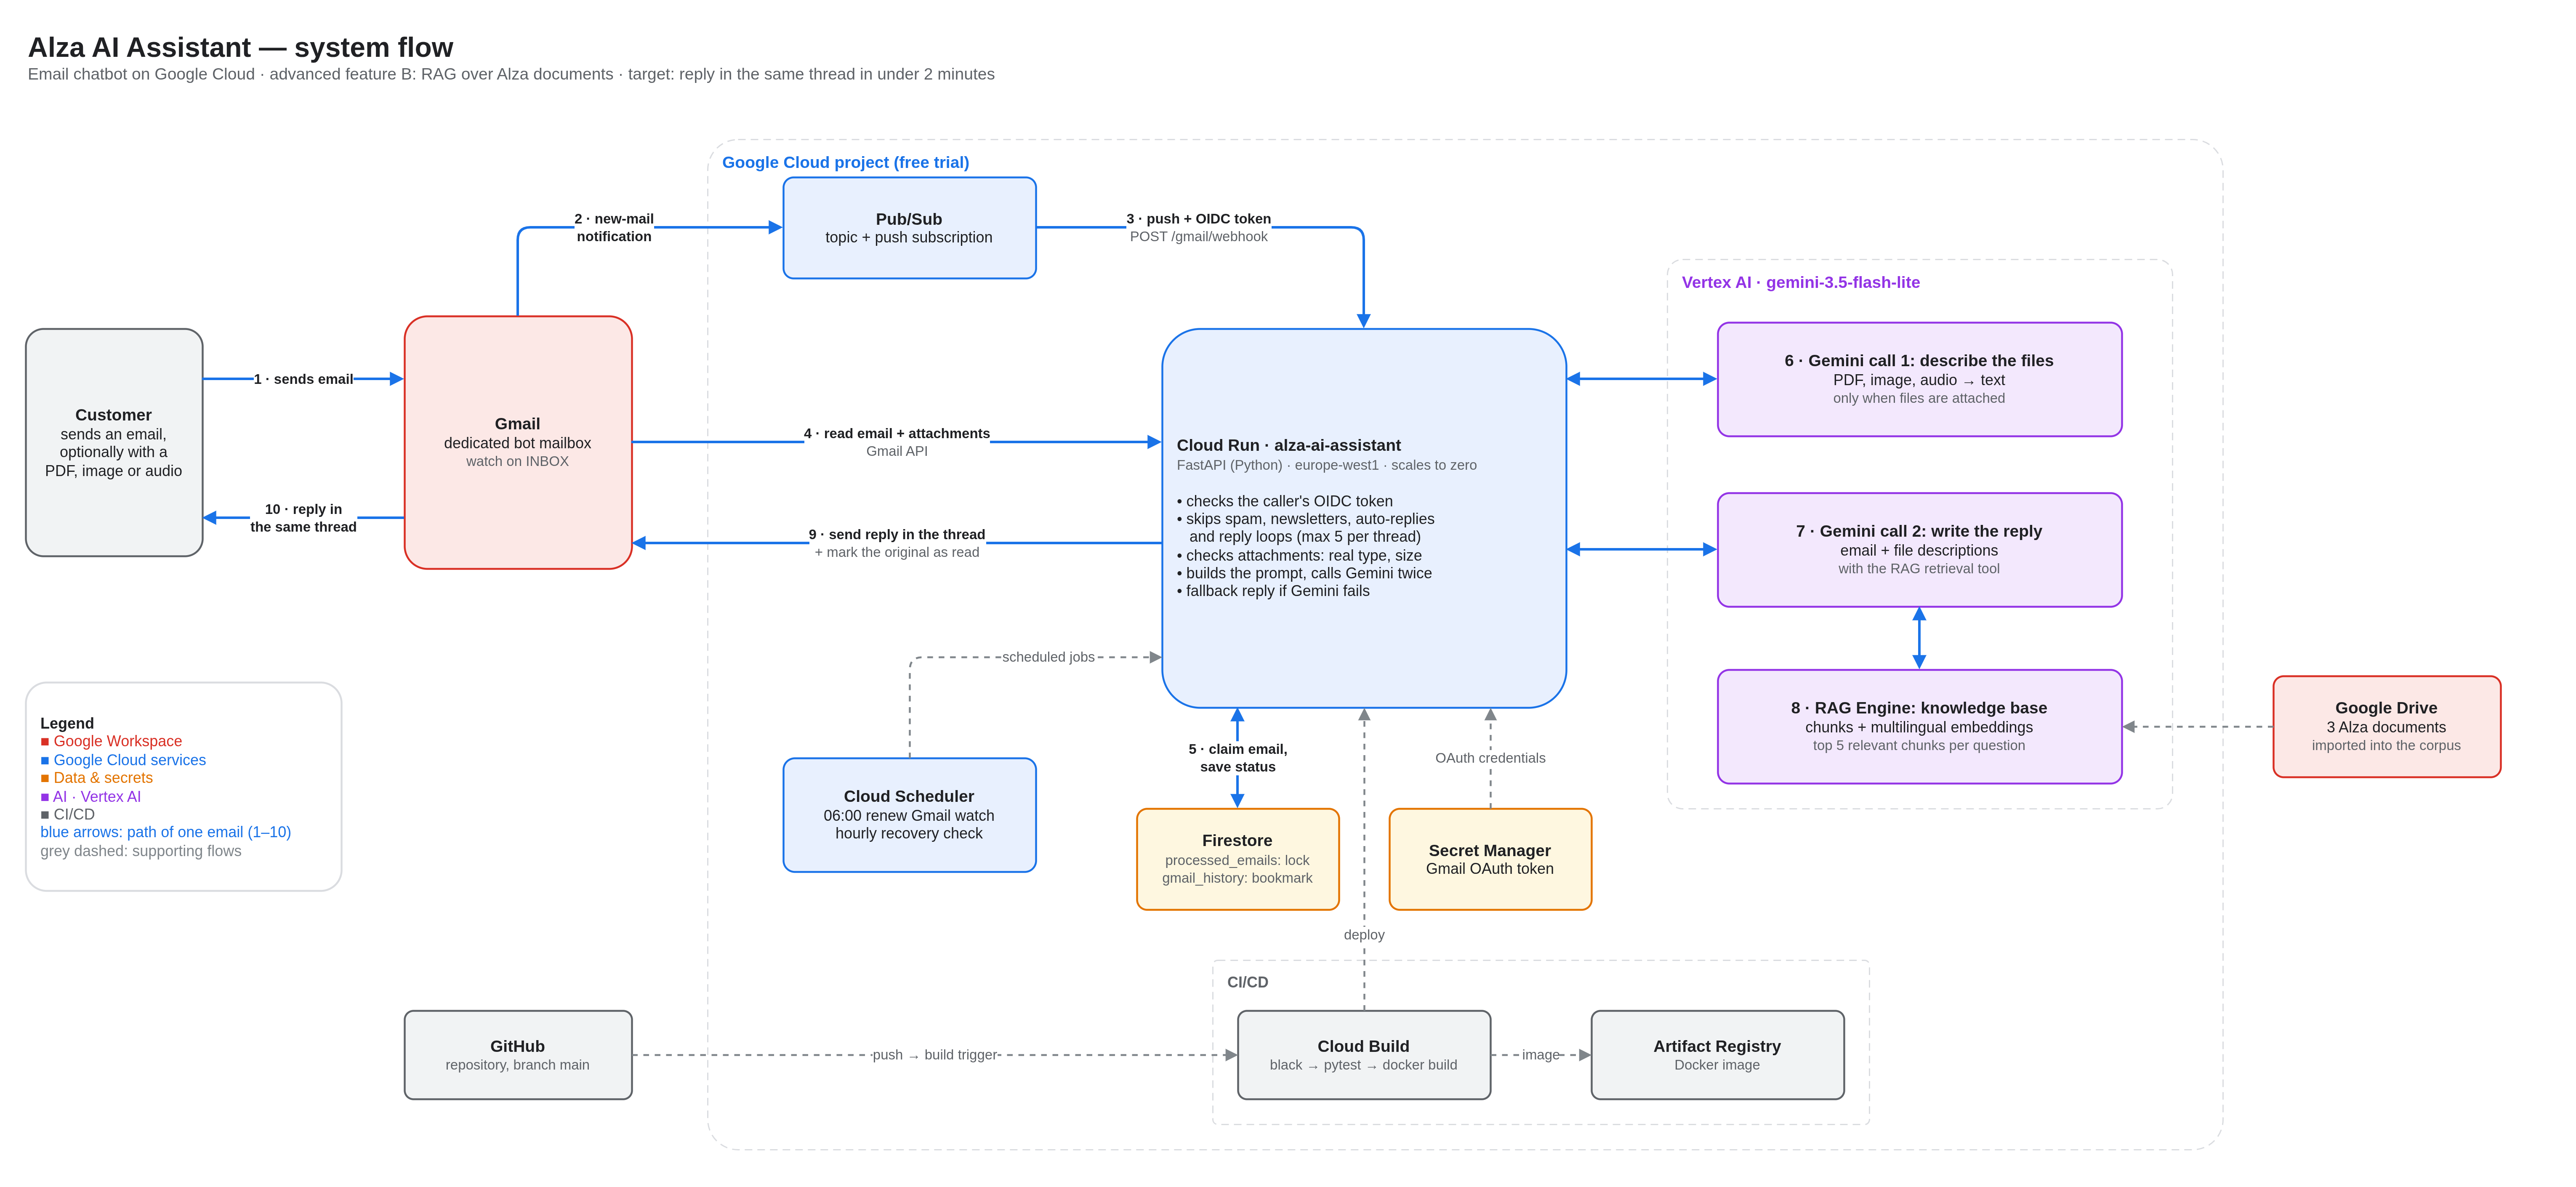 Alza AI Assistant — system flow
Email chatbot on Google Cloud · advanced feature B: RAG over Alza documents · target: reply in the same thread in under 2 minutes
Google Cloud project (free trial)
2 · new-mail
notification
Pub/Sub
topic + push subscription
3 · push + OIDC token
POST /gmail/webhook
Vertex AI · gemini-3.5-flash-lite
Customer
sends an email,
optionally with a
PDF, image or audio
1 · sends email
10 · reply in
the same thread
Gmail
dedicated bot mailbox
watch on INBOX
4 · read email + attachments
Gmail API
9 · send reply in the thread
+ mark the original as read
Cloud Run · alza-ai-assistant
FastAPI (Python) · europe-west1 · scales to zero
• checks the caller's OIDC token
• skips spam, newsletters, auto-replies
and reply loops (max 5 per thread)
• checks attachments: real type, size
• builds the prompt, calls Gemini twice
• fallback reply if Gemini fails
6 · Gemini call 1: describe the files
PDF, image, audio → text
only when files are attached
7 · Gemini call 2: write the reply
email + file descriptions
with the RAG retrieval tool
8 · RAG Engine: knowledge base
chunks + multilingual embeddings
top 5 relevant chunks per question
Google Drive
3 Alza documents
imported into the corpus
scheduled jobs
Cloud Scheduler
06:00 renew Gmail watch
hourly recovery check
5 · claim email,
save status
OAuth credentials
Firestore
processed_emails: lock
gmail_history: bookmark
Secret Manager
Gmail OAuth token
Legend
■ Google Workspace
■ Google Cloud services
■ Data & secrets
■ AI · Vertex AI
■ CI/CD
blue arrows: path of one email (1–10)
grey dashed: supporting flows
deploy
CI/CD
GitHub
repository, branch main
push → build trigger
Cloud Build
black → pytest → docker build
image
Artifact Registry
Docker image